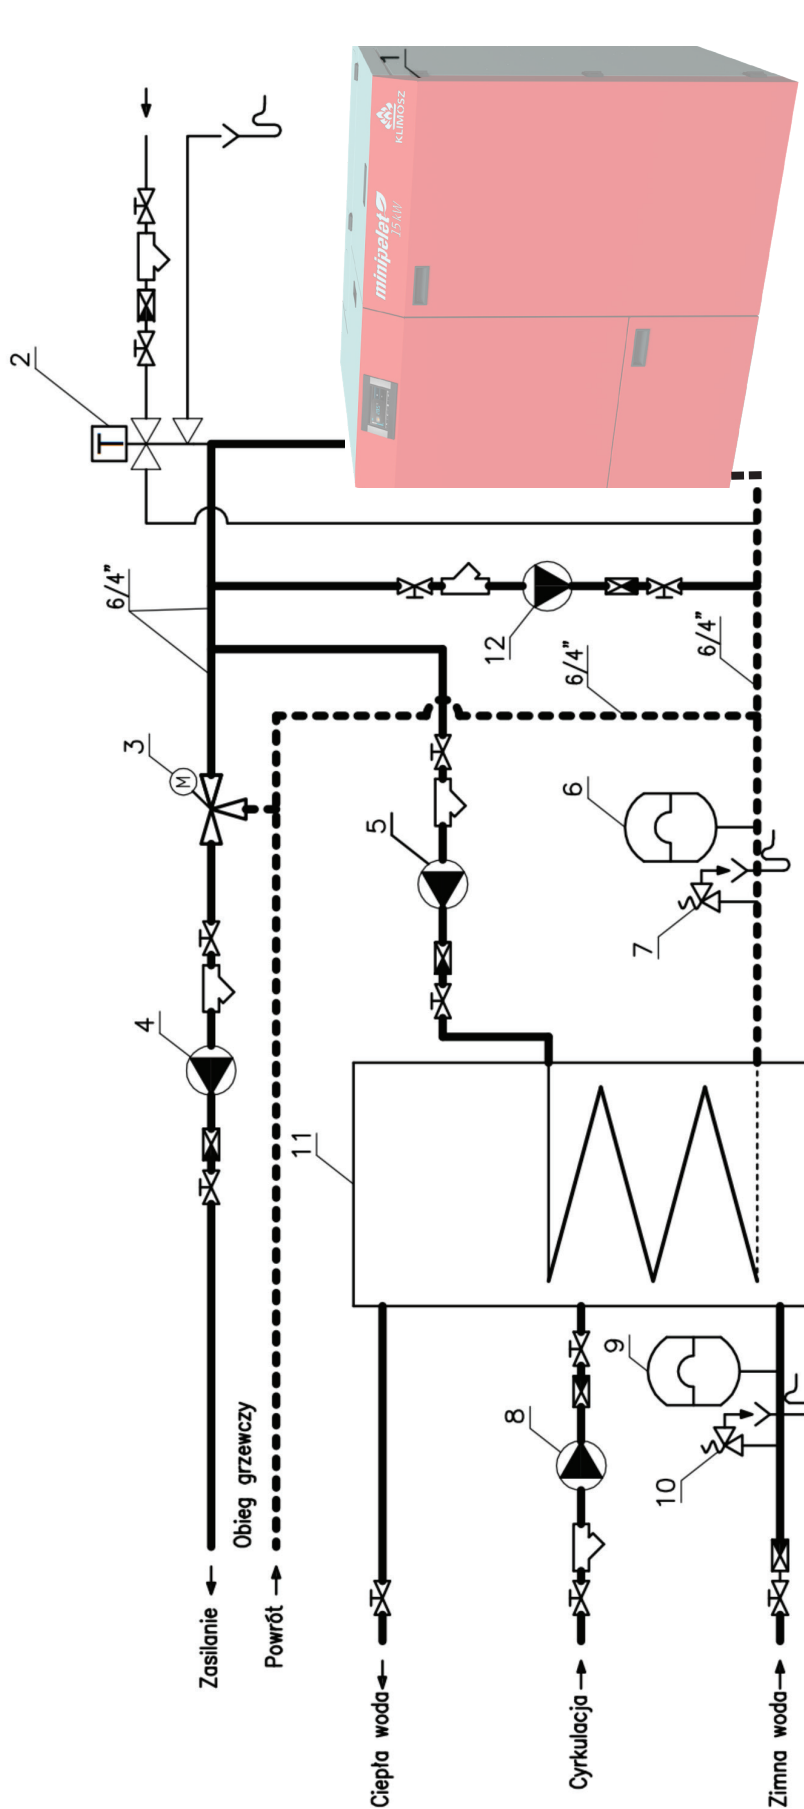 1
KLIMOSZ
minipelet
15 kW
2
6/4"
12
6/4"
6/4"
3
5
6
7
4
11
8
9
10
Obieg grzewczy
Zasilanie
Powrót
Ciepła woda
Cyrkulacja
Zimna woda
M
T